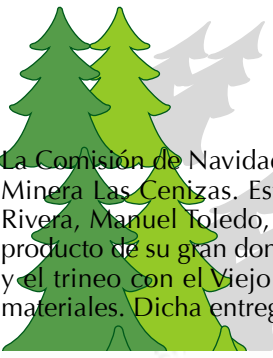 La Comisión de Navidad
Minera Las Cenizas. Es
Rivera, Manuel Toledo,
producto de su gran don
y el trineo con el Viejo
materiales. Dicha entreg